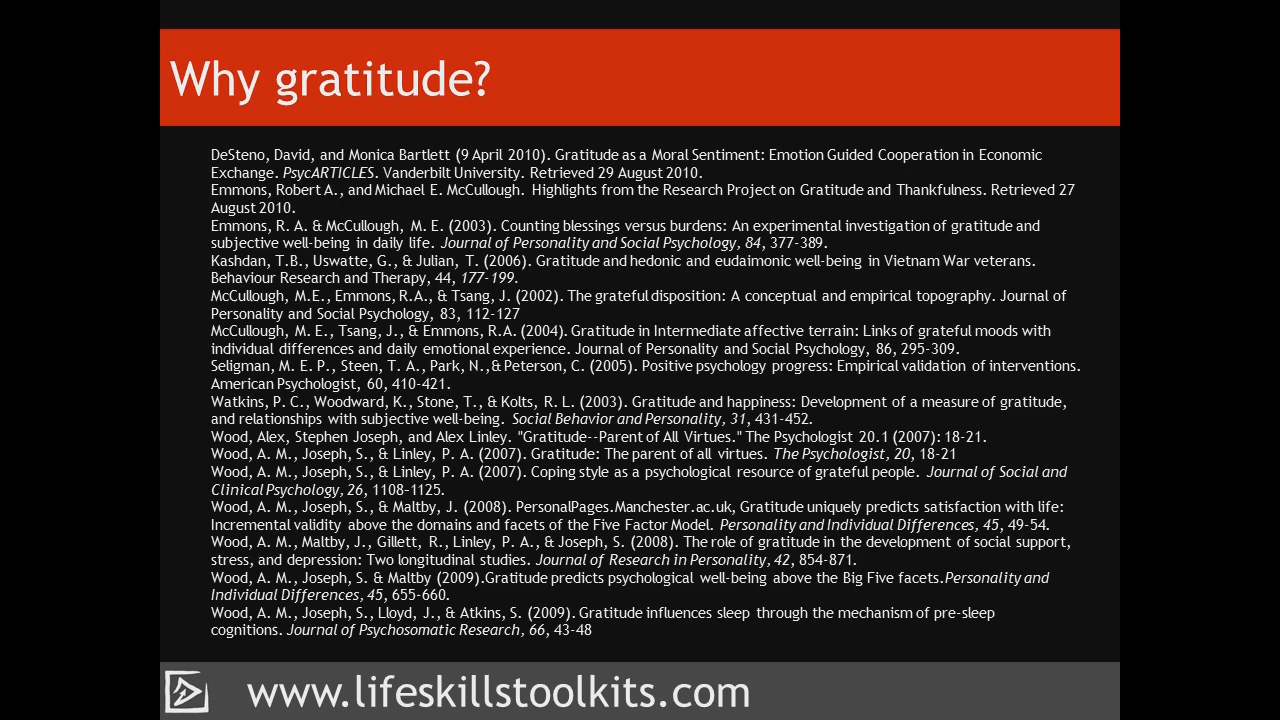 Why gratitude?
DeSteno, David, and Monica Bartlett (9 April 2010). Gratitude as a Moral Sentiment: Emotion Guided Cooperation in Economic
Exchange. PsycARTICLES. Vanderbilt University. Retrieved 29 August 2010.
Emmons, Robert A., and Michael E. McCullough. Highlights from the Research Project on Gratitude and Thankfulness. Retrieved 27
August 2010.
Emmons, R. A. & McCullough, M. E. (2003). Counting blessings versus burdens: An experimental investigation of gratitude and
subjective well-being in daily life. Journal of Personality and Social Psychology, 84, 377-389.
Kashdan, T.B., Uswatte, G., & Julian, T. (2006). Gratitude and hedonic and eudaimonic well-being in Vietnam War veterans.
Behaviour Research and Therapy, 44, 177-199.
McCullough, M.E., Emmons, R.A., & Tsang, J. (2002). The grateful disposition: A conceptual and empirical topography. Journal of
Personality and Social Psychology, 83, 112-127
McCullough, M. E., Tsang, J., & Emmons, R.A. (2004). Gratitude in Intermediate affective terrain: Links of grateful moods with
individual differences and daily emotional experience. Journal of Personality and Social Psychology, 86, 295-309.
Seligman, M. E. P., Steen, T. A., Park, N.,& Peterson, C. (2005). Positive psychology progress: Empirical validation of interventions.
American Psychologist, 60, 410-421.
Watkins, P. C., Woodward, K., Stone, T., & Kolts, R. L. (2003). Gratitude and happiness: Development of a measure of gratitude,
and relationships with subjective well-being. Social Behavior and Personality, 31, 431-452.
Wood, Alex, Stephen Joseph, and Alex Linley. "Gratitude--Parent of All Virtues." The Psychologist 20.1 (2007): 18-21.
Wood, A. M., Joseph, S., & Linley, P. A. (2007). Gratitude: The parent of all virtues. The Psychologist, 20, 18-21
Wood, A. M., Joseph, S., & Linley, P. A. (2007). Coping style as a psychological resource of grateful people. Journal of Social and
Clinical Psychology, 26, 1108–1125.
Wood, A. M., Joseph, S., & Maltby, J. (2008). PersonalPages.Manchester.ac.uk, Gratitude uniquely predicts satisfaction with life:
Incremental validity above the domains and facets of the Five Factor Model. Personality and Individual Differences, 45, 49-54.
Wood, A. M., Maltby, J., Gillett, R., Linley, P. A., & Joseph, S. (2008). The role of gratitude in the development of social support,
stress, and depression: Two longitudinal studies. Journal of Research in Personality, 42, 854-871.
Wood, A. M., Joseph, S. & Maltby (2009).Gratitude predicts psychological well-being above the Big Five facets.Personality and
Individual Differences, 45, 655-660.
Wood, A. M., Joseph, S., Lloyd, J., & Atkins, S. (2009). Gratitude influences sleep through the mechanism of pre-sleep
cognitions. Journal of Psychosomatic Research, 66, 43-48
www.lifeskillstoolkits.com